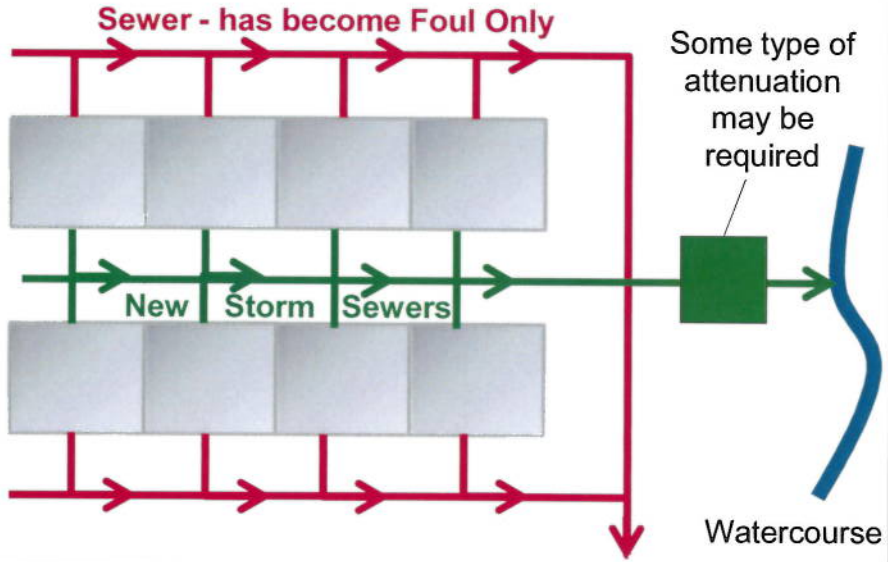 Sewer - has become Foul Only
Some type of
attenuation
may be
required
New Storm Sewers
Watercourse